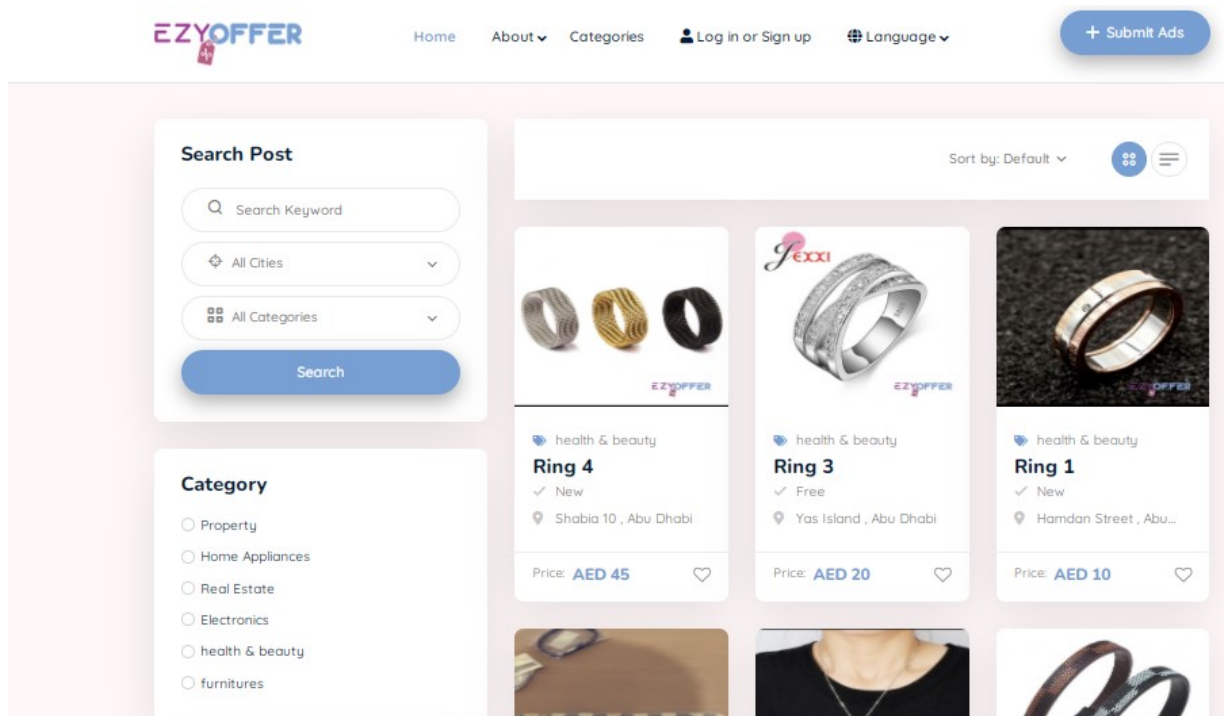 EZYOFFER
Home
About
Categories
Log in or Sign up
Language
+ Submit Ads
Search Post
Search Keyword
All Cities
All Categories
Search
Category
Property
Home Appliances
Real Estate
Electronics
health & beauty
furnitures
Sort by: Default
EZYOFFER
health & beauty
Ring 4
New
Shabia 10 , Abu Dhabi
Price: AED 45
Jexxi
EZYOFFER
health & beauty
Ring 3
Free
Yas Island , Abu Dhabi
Price: AED 20
EZYOFFER
health & beauty
Ring 1
New
Hamdan Street , Abu...
Price: AED 10